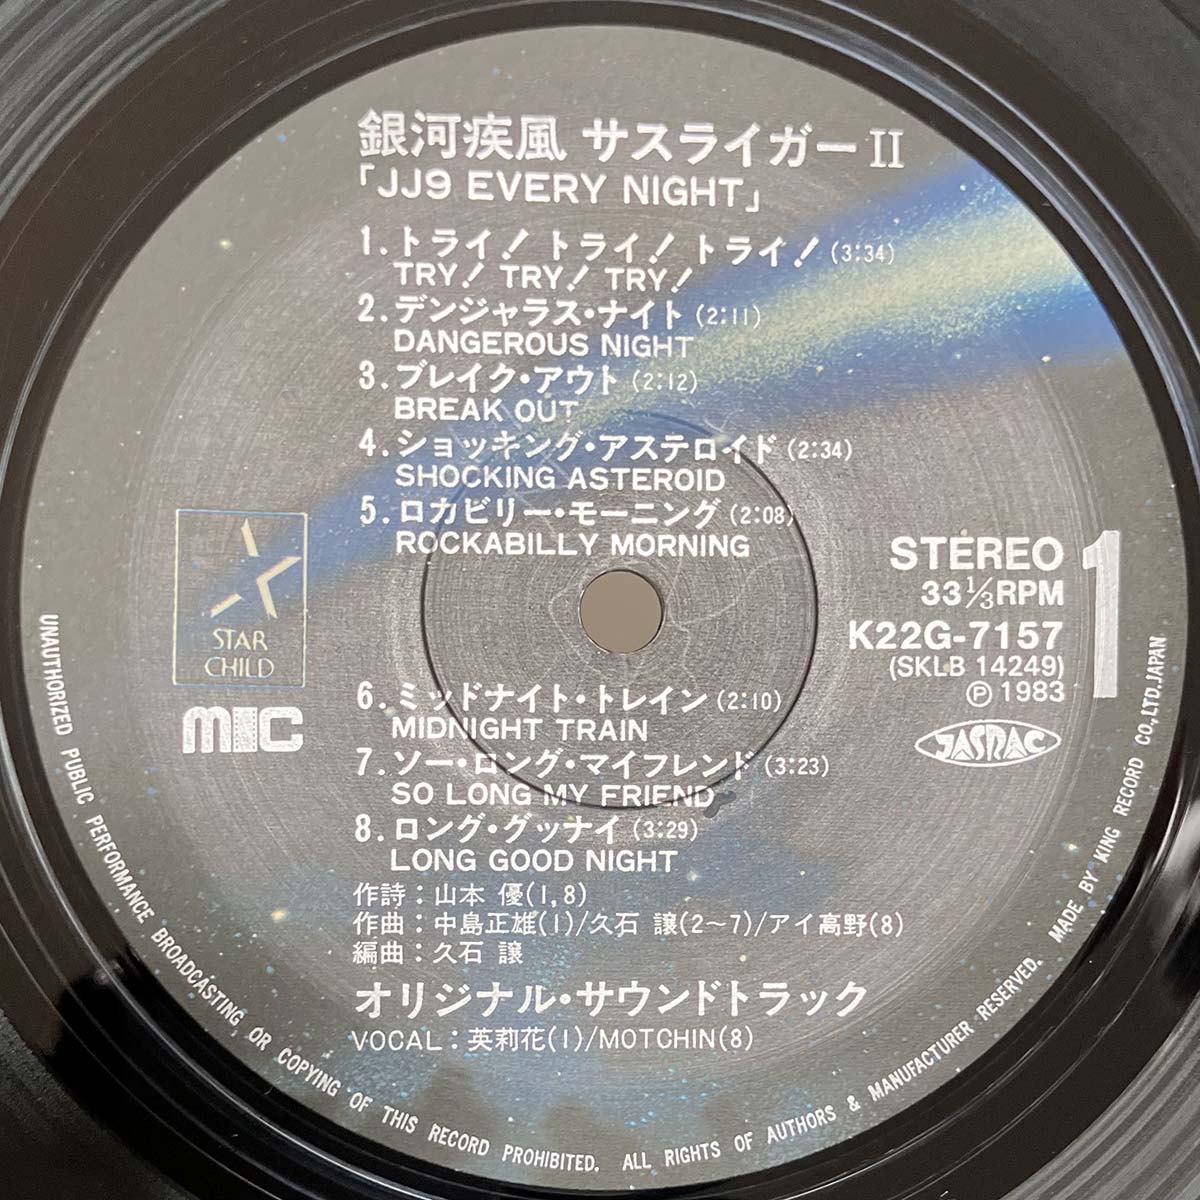 銀河疾風 サスライガーII
「JJ9 EVERY NIGHT」
1. トライ! トライ! トライ! (3:34)
TRY! TRY! TRY!
2. デンジャラス・ナイト (2:11)
DANGEROUS NIGHT
3. ブレイク・アウト (2:12)
BREAK OUT
4. ショッキング・アステロイド (2:34)
SHOCKING ASTEROID
5. ロカビリー・モーニング (2:08)
ROCKABILLY MORNING
STAR
CHILD
mic
STEREO
33 1/3 RPM
1
K22G-7157
(SKLB 14249)
Ⓟ 1983
JASRAC
6. ミッドナイト・トレイン (2:10)
MIDNIGHT TRAIN
7. ソー・ロング・マイフレンド (3:23)
SO LONG MY FRIEND
8. ロング・グッナイ (3:29)
LONG GOOD NIGHT
作詩：山本 優(1,8)
作曲：中島正雄(1)/久石 譲(2〜7)/アイ高野(8)
編曲：久石 譲
オリジナル・サウンドトラック
VOCAL：英莉花(1)/MOTCHIN(8)
UNAUTHORIZED PUBLIC PERFORMANCE BROADCASTING OR COPYING OF THIS RECORD PROHIBITED. ALL RIGHTS OF AUTHORS & MANUFACTURER RESERVED. MADE BY KING RECORD CO., LTD. JAPAN